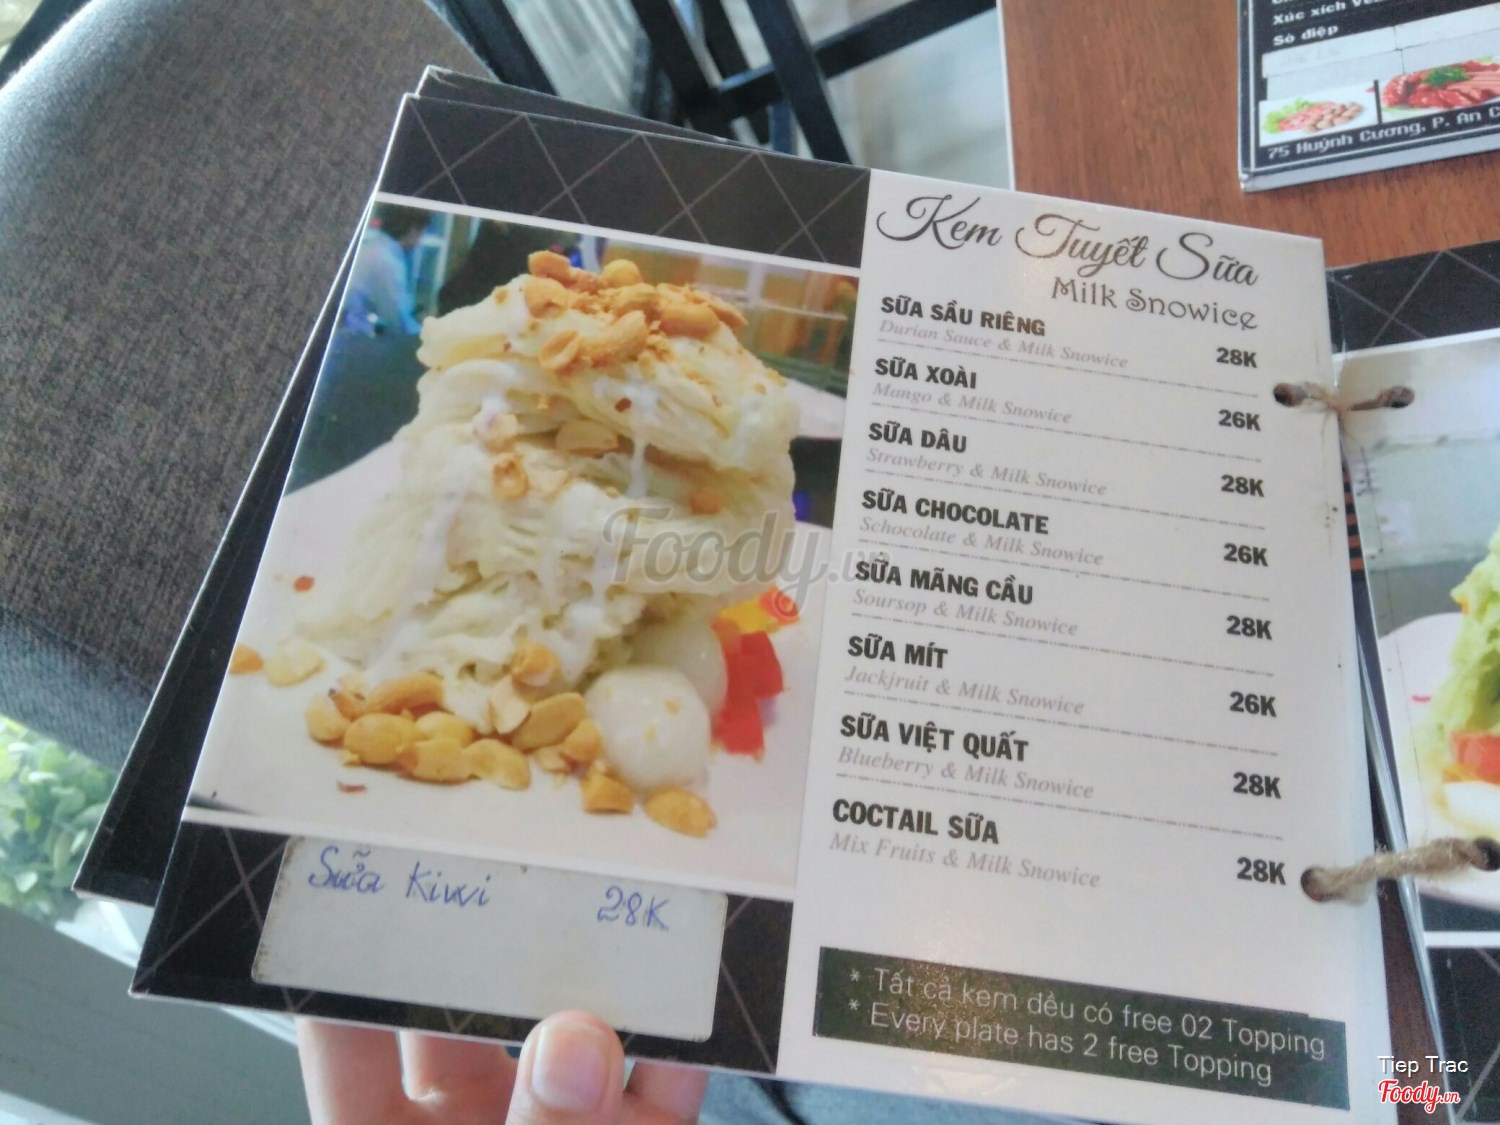 Xúc xích
Sò điệp
75 Huỳnh Cương, P. An
Kem Tuyết Sữa
Milk Snowice
SỮA SẦU RIÊNG
Durian Sauce & Milk Snowice
28K
SỮA XOÀI
Mango & Milk Snowice
26K
SỮA DÂU
Strawberry & Milk Snowice
28K
SỮA CHOCOLATE
Schocolate & Milk Snowice
26K
SỮA MÃNG CẦU
Soursop & Milk Snowice
28K
SỮA MÍT
Jackjruit & Milk Snowice
26K
SỮA VIỆT QUẤT
Blueberry & Milk Snowice
28K
COCTAIL SỮA
Mix Fruits & Milk Snowice
28K
Sữa Kiwi 28K
* Tất cả kem đều có free 02 Topping
* Every plate has 2 free Topping
Foody.vn
Tiep Trac
Foody.vn